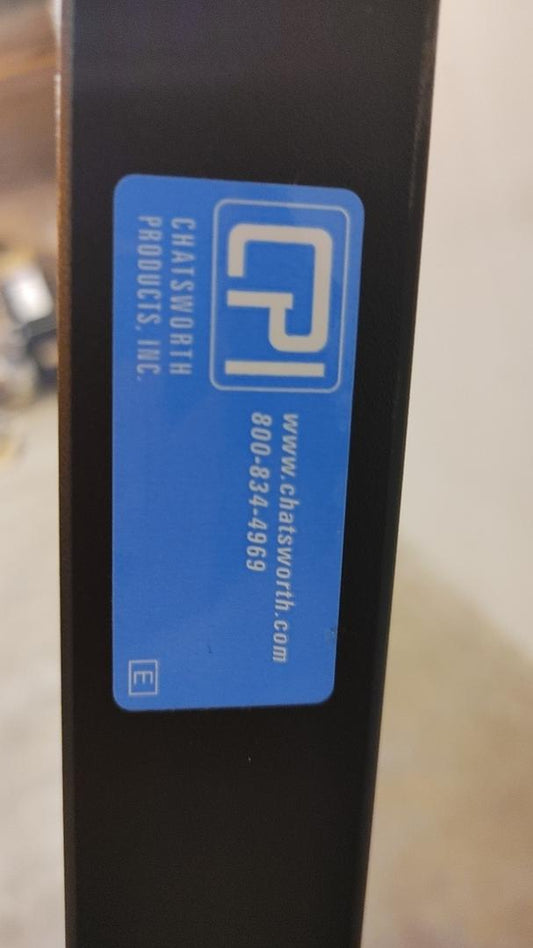 CPI
CHATSWORTH
PRODUCTS, INC.
www.chatsworth.com
800-834-4969
E